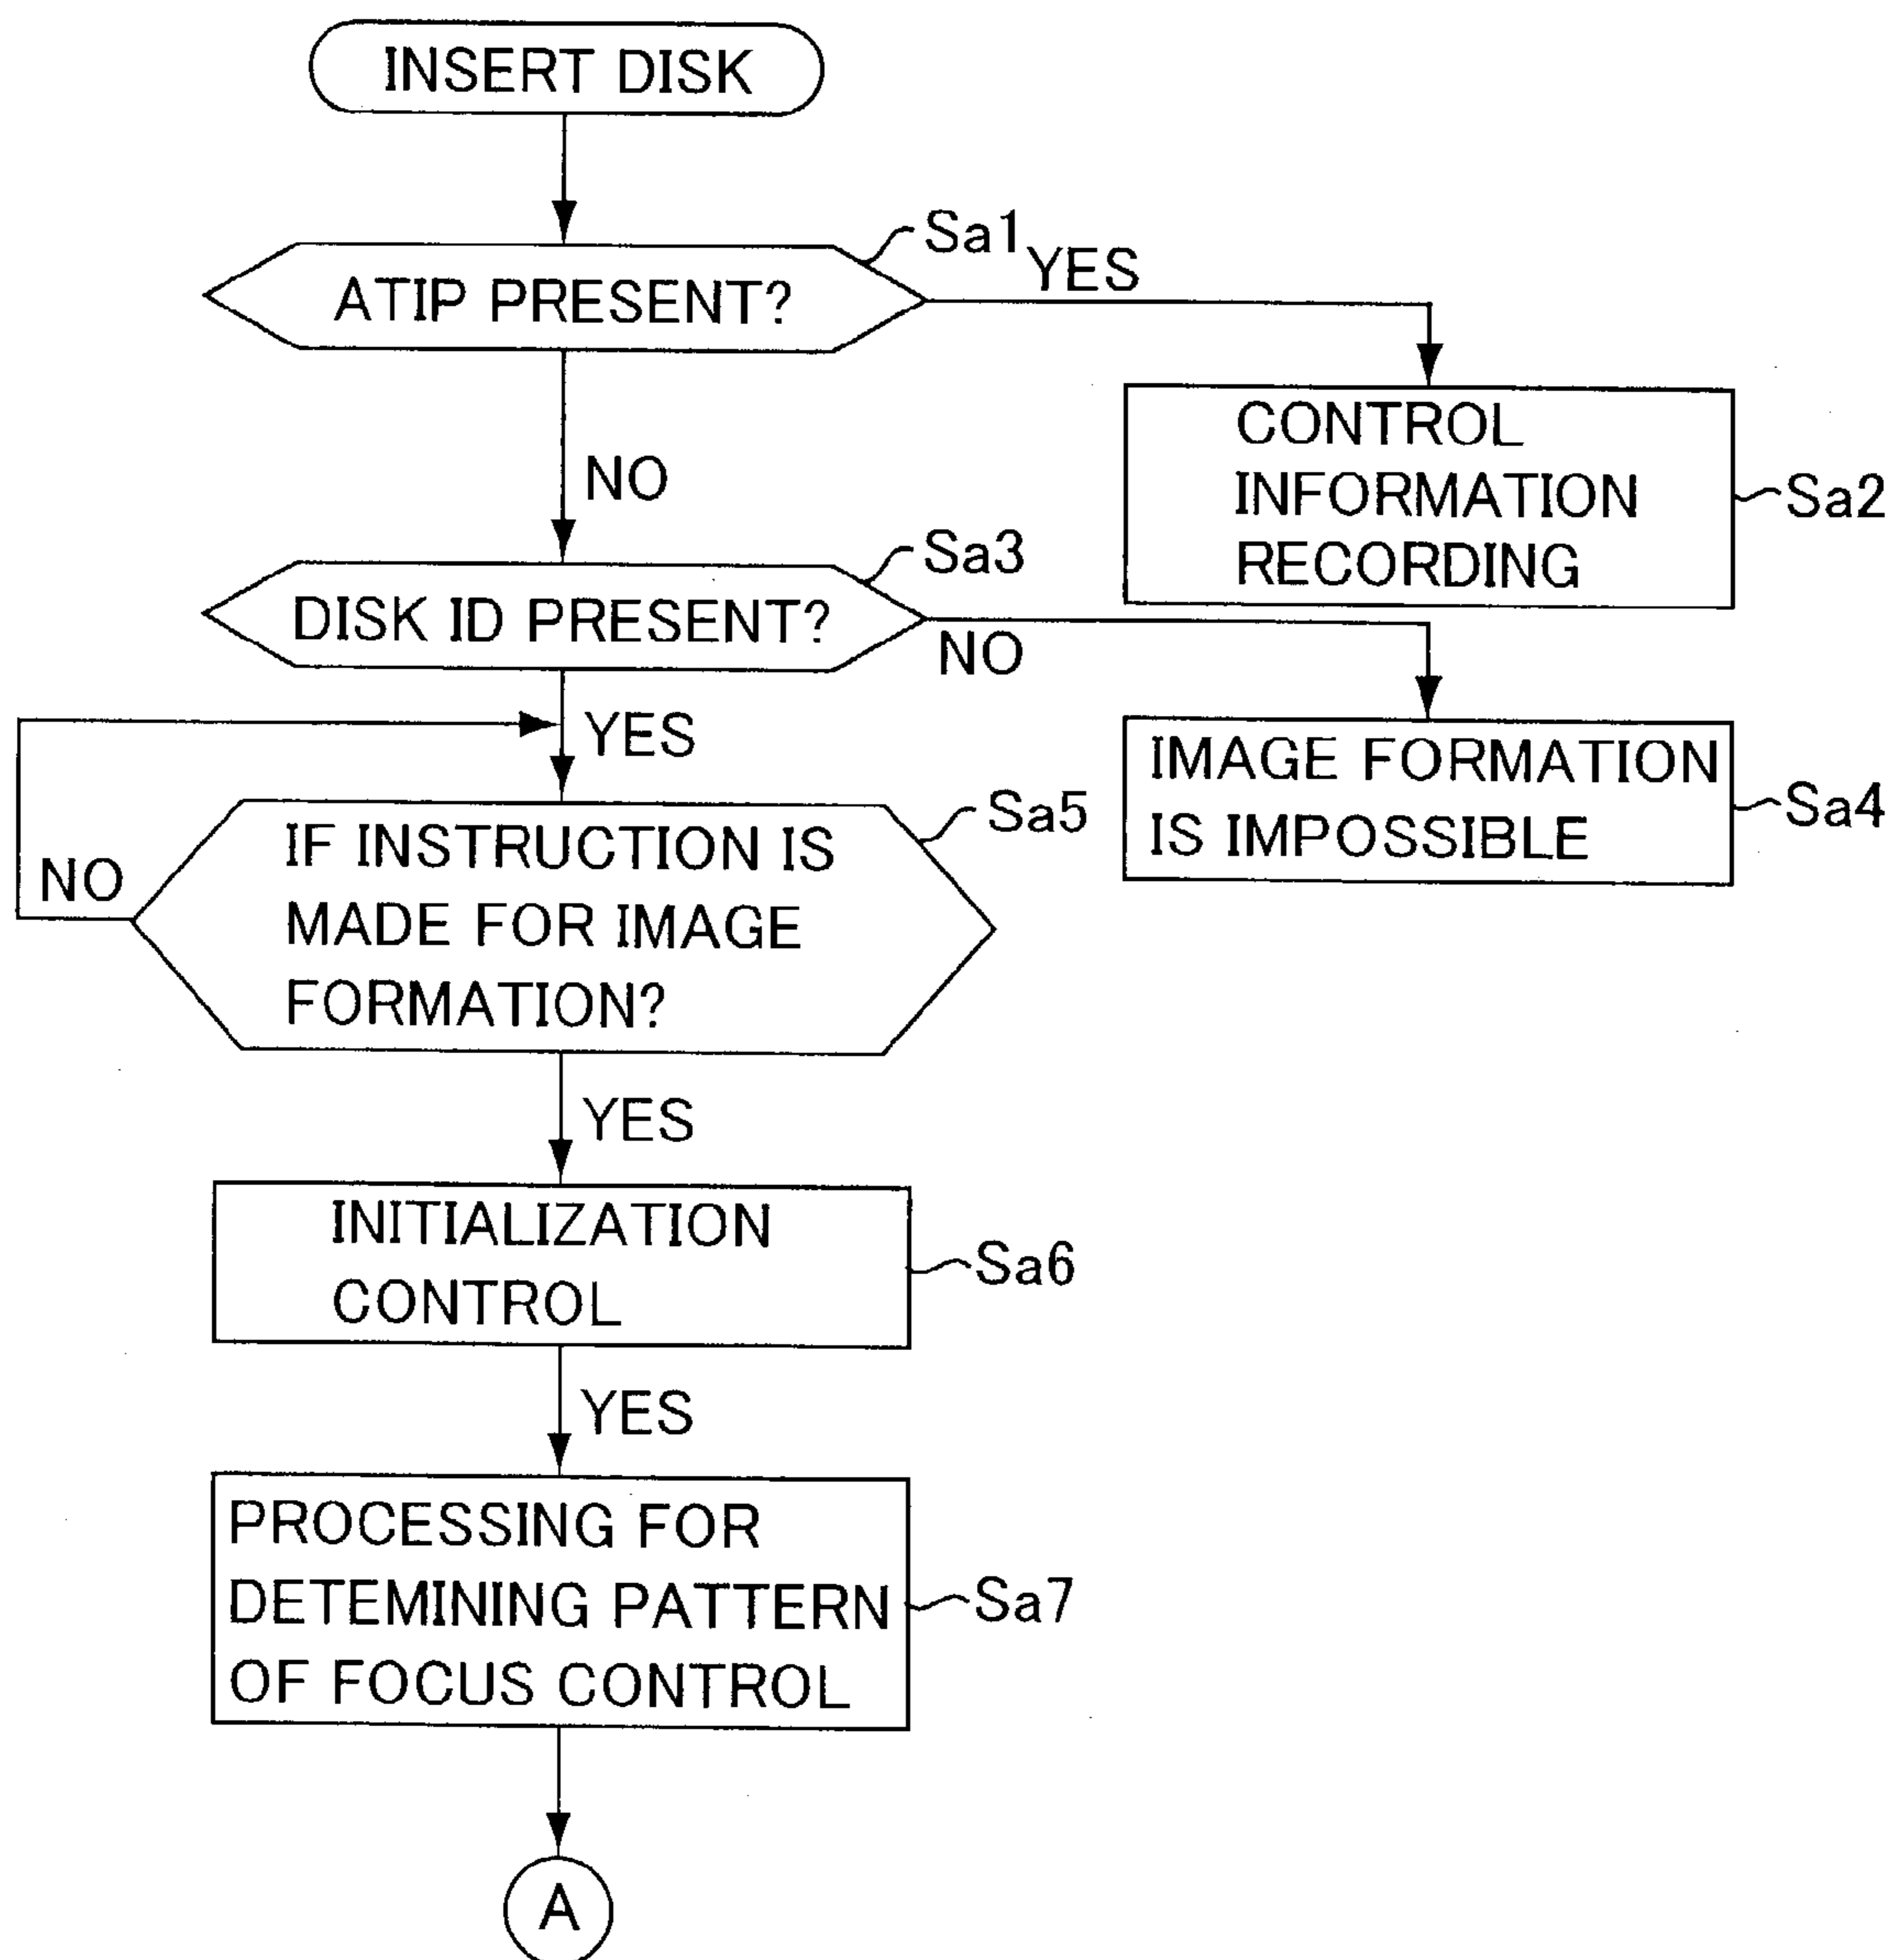 INSERT DISK
Sa1
YES
ATIP PRESENT?
CONTROL
INFORMATION
RECORDING
Sa2
NO
Sa3
DISK ID PRESENT?
NO
YES
IMAGE FORMATION
IS IMPOSSIBLE
Sa4
Sa5
IF INSTRUCTION IS
MADE FOR IMAGE
FORMATION?
NO
YES
INITIALIZATION
CONTROL
Sa6
YES
PROCESSING FOR
DETEMINING PATTERN
OF FOCUS CONTROL
Sa7
A